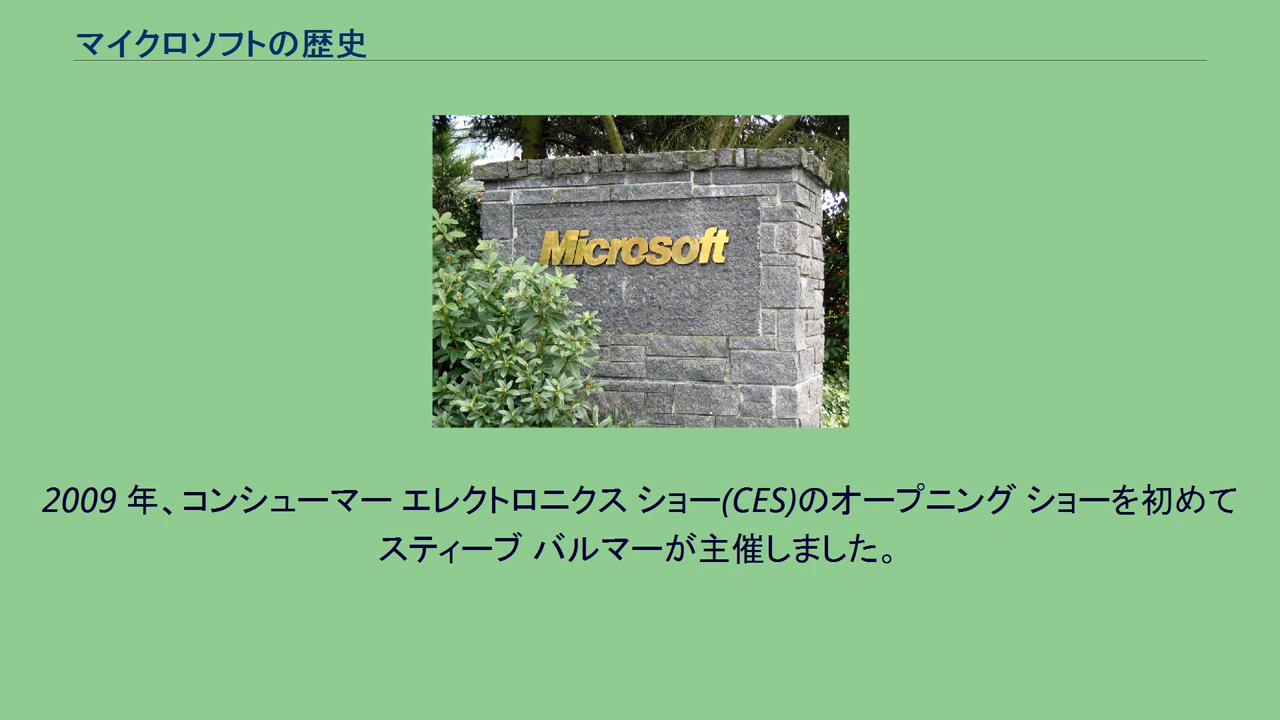 マイクロソフトの歴史
Microsoft
2009 年、コンシューマー エレクトロニクス ショー(CES)のオープニング ショーを初めて
スティーブ バルマーが主催しました。